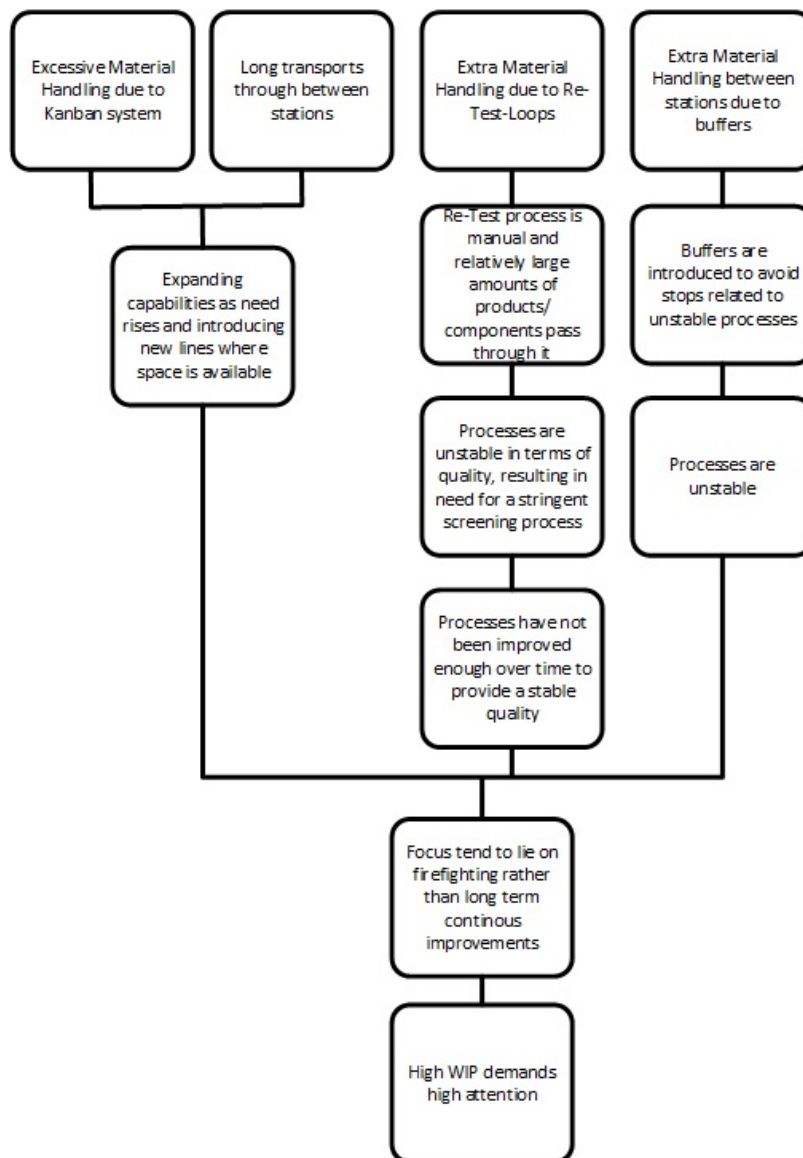 Excessive Material
Handling due to
Kanban system
Long transports
through between
stations
Extra Material
Handling due to Re-
Test-Loops
Extra Material
Handling between
stations due to
buffers
Expanding
capabilities as need
rises and introducing
new lines where
space is available
Re-Test process is
manual and
relatively large
amounts of
products/
components pass
through it
Buffers are
introduced to avoid
stops related to
unstable processes
Processes are
unstable in terms of
quality, resulting in
need for a stringent
screening process
Processes are
unstable
Processes have not
been improved
enough over time to
provide a stable
quality
Focus tend to lie on
firefighting rather
than long term
continous
improvements
High WIP demands
high attention